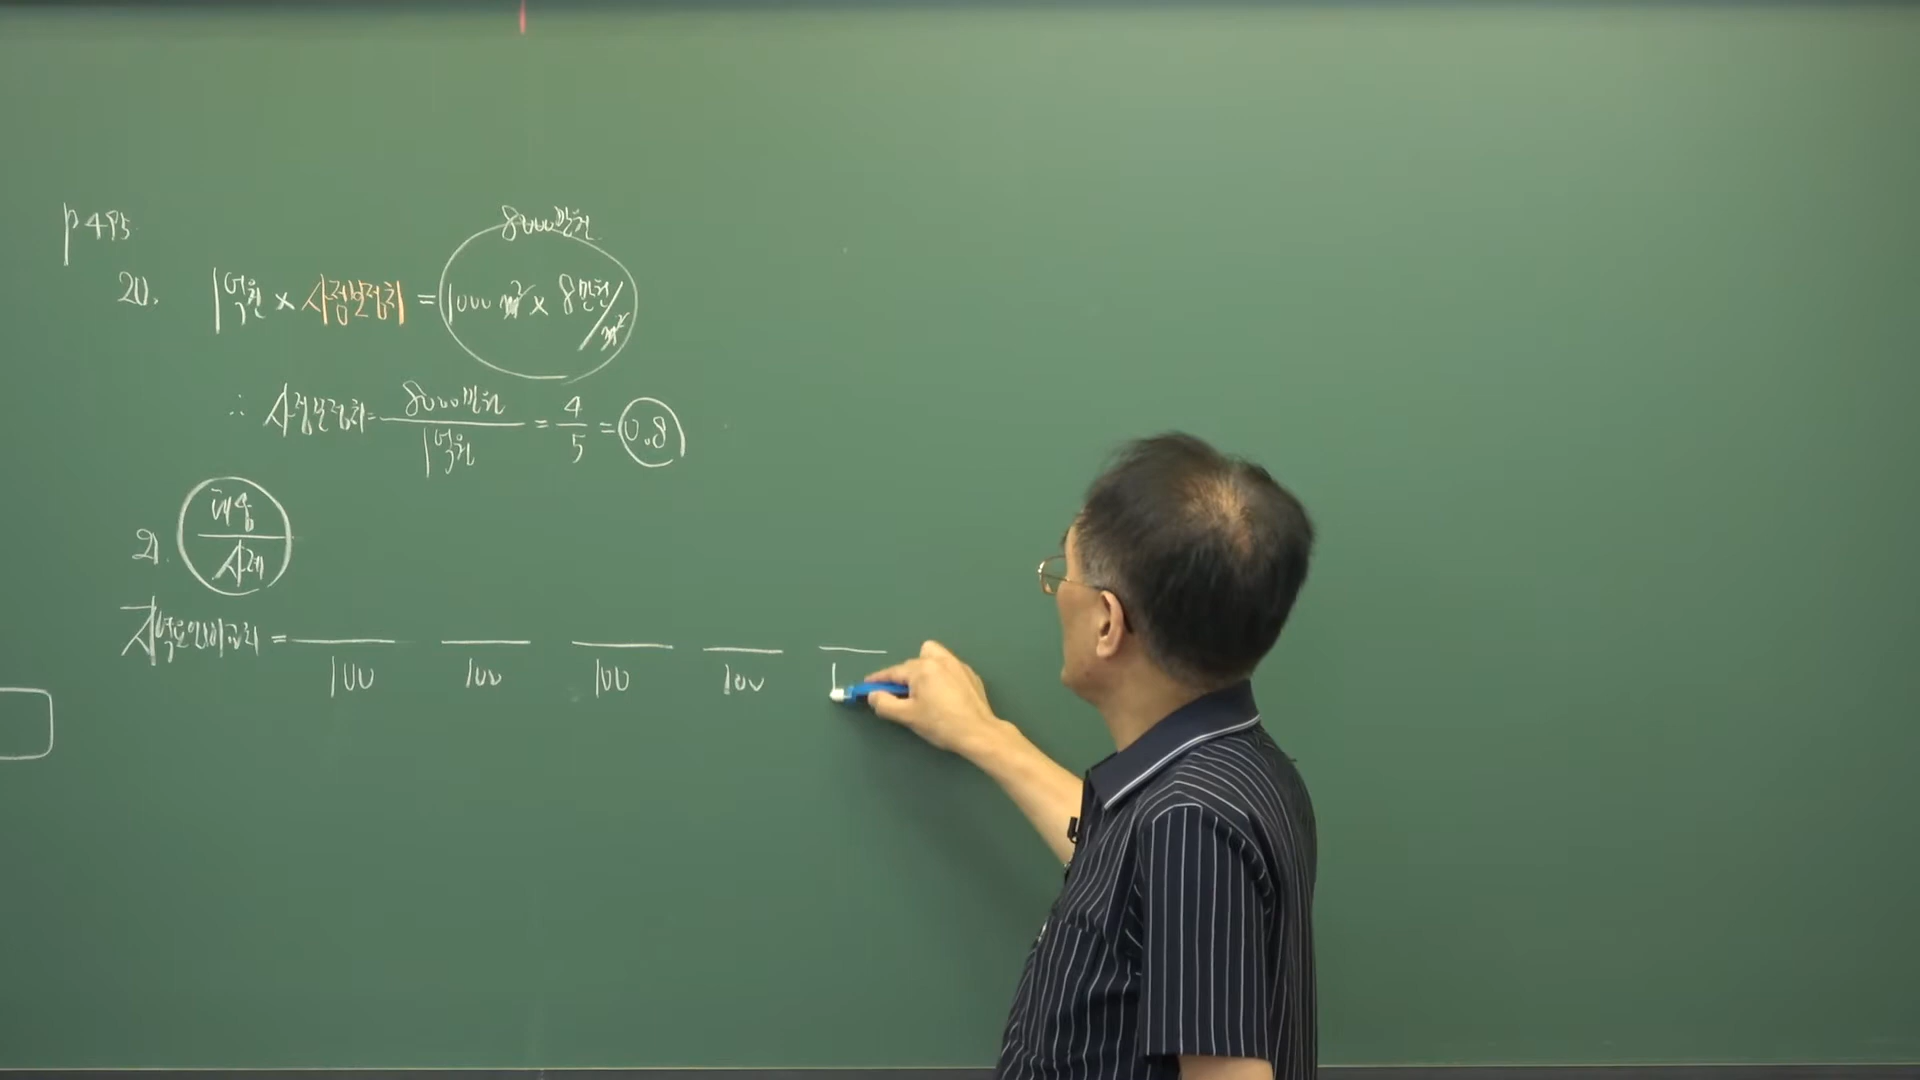 P 495
8000만원
20. 1억원 × 사정보정치 = 1000㎡ × 8만원/㎡
∴ 사정보정치 = 8000만원/1억원 = 4/5 = 0.8
21. 대상/사례
지역요인비교치 =
100 100 100 100 1